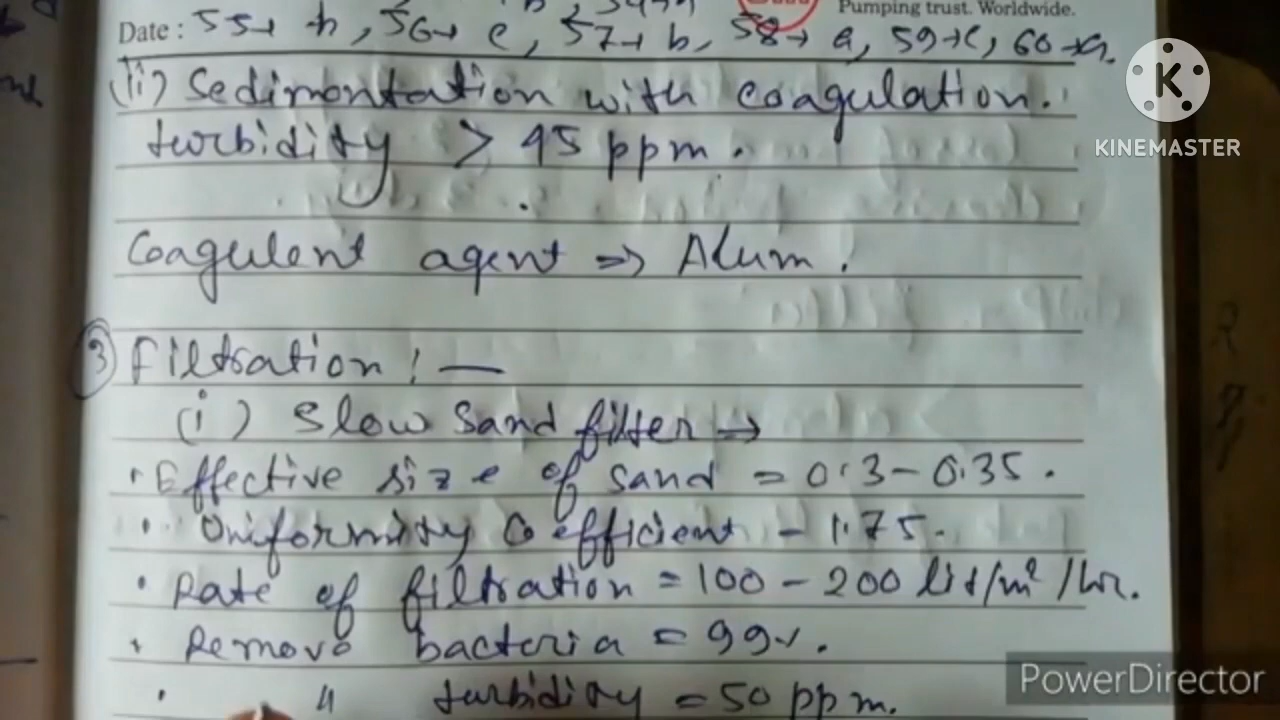 Pumping trust. Worldwide.
Date : 55→ b, 56→ c, 57→ b, 58→ a, 59→c, 60→a.
(ii) Sedimentation with coagulation.
turbidity > 45 ppm.
Coagulent agent ⇒ Alum.
③ Filtration : —
(i) Slow Sand filter →
• Effective size of sand = 0.3 – 0.35.
• Uniformity Coefficient – 1.75.
• Rate of filtration = 100 – 200 lit/m²/hr.
• Remove bacteria = 99%.
• " turbidity = 50 ppm.
K
KINEMASTER
PowerDirector